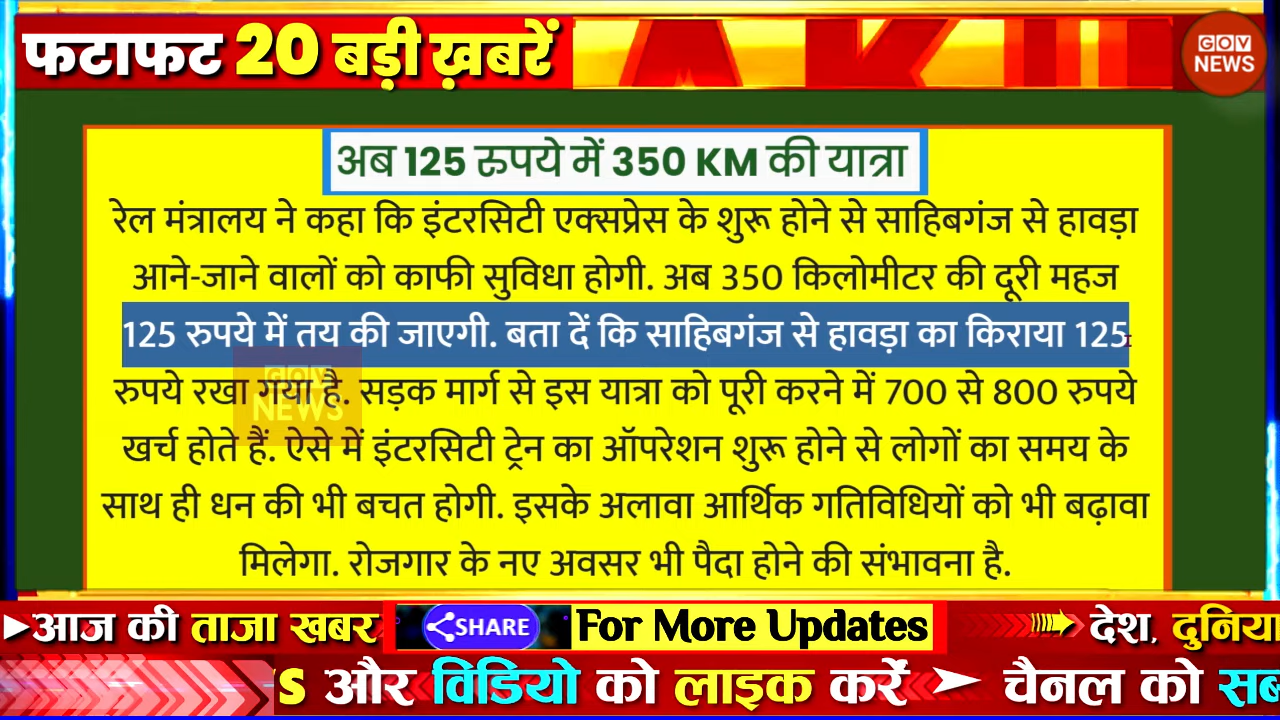 फटाफट 20 बड़ी ख़बरें
GOV
NEWS
अब 125 रुपये में 350 KM की यात्रा
रेल मंत्रालय ने कहा कि इंटरसिटी एक्सप्रेस के शुरू होने से साहिबगंज से हावड़ा
आने-जाने वालों को काफी सुविधा होगी. अब 350 किलोमीटर की दूरी महज
125 रुपये में तय की जाएगी. बता दें कि साहिबगंज से हावड़ा का किराया 125
रुपये रखा गया है. सड़क मार्ग से इस यात्रा को पूरी करने में 700 से 800 रुपये
खर्च होते हैं. ऐसे में इंटरसिटी ट्रेन का ऑपरेशन शुरू होने से लोगों का समय के
साथ ही धन की भी बचत होगी. इसके अलावा आर्थिक गतिविधियों को भी बढ़ावा
मिलेगा. रोजगार के नए अवसर भी पैदा होने की संभावना है.
GOV
NEWS
आज की ताजा खबर SHARE For More Updates देश, दुनिया
और विडियो को लाइक करें चैनल को